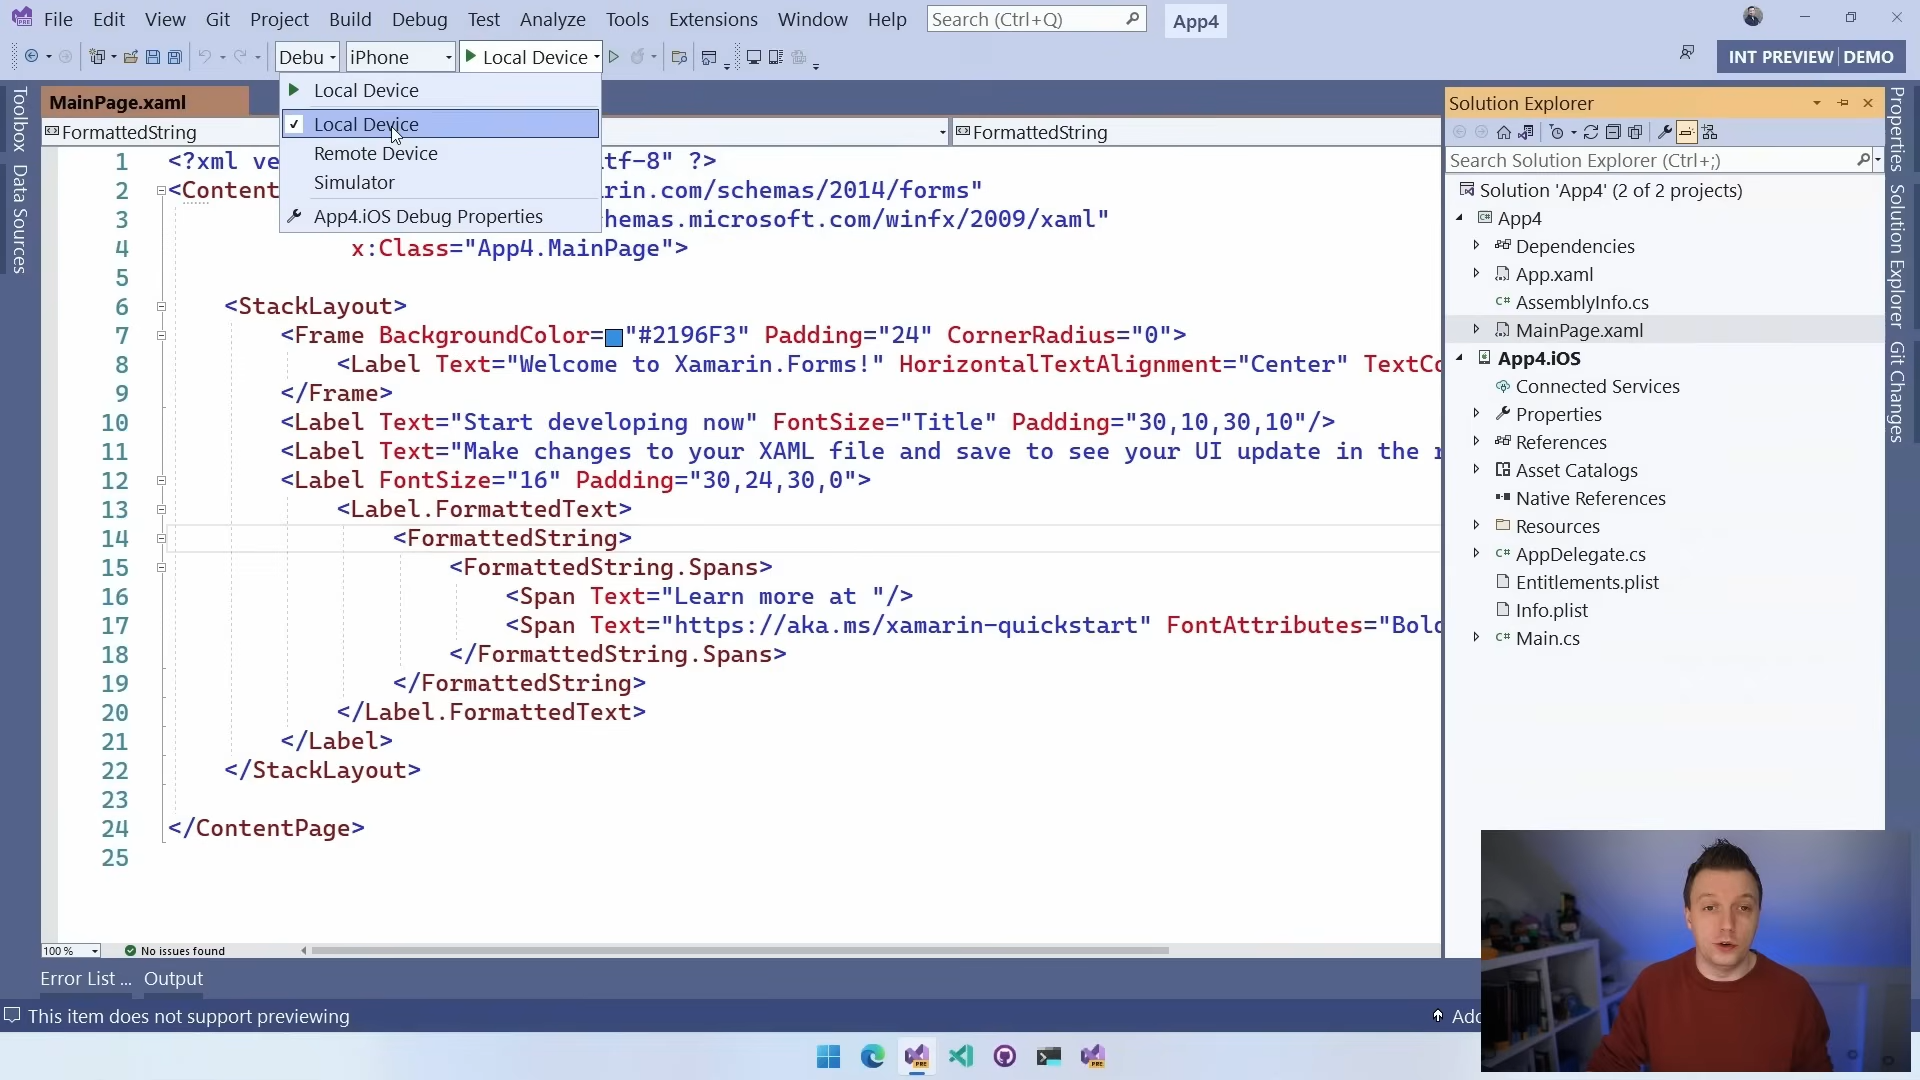 File Edit View Git Project Build Debug Test Analyze Tools Extensions Window Help Search (Ctrl+Q) App4
Debu iPhone Local Device INT PREVIEW DEMO
Local Device
Local Device
Remote Device
Simulator
App4.iOS Debug Properties
Toolbox
Data Sources
MainPage.xaml
FormattedString FormattedString
1 <?xml ve tf-8" ?>
2 <Conten rin.com/schemas/2014/forms"
3 hemas.microsoft.com/winfx/2009/xaml"
4 x:Class="App4.MainPage">
5
6 <StackLayout>
7 <Frame BackgroundColor="#2196F3" Padding="24" CornerRadius="0">
8 <Label Text="Welcome to Xamarin.Forms!" HorizontalTextAlignment="Center" TextCo
9 </Frame>
10 <Label Text="Start developing now" FontSize="Title" Padding="30,10,30,10"/>
11 <Label Text="Make changes to your XAML file and save to see your UI update in the r
12 <Label FontSize="16" Padding="30,24,30,0">
13 <Label.FormattedText>
14 <FormattedString>
15 <FormattedString.Spans>
16 <Span Text="Learn more at "/>
17 <Span Text="https://aka.ms/xamarin-quickstart" FontAttributes="Bold
18 </FormattedString.Spans>
19 </FormattedString>
20 </Label.FormattedText>
21 </Label>
22 </StackLayout>
23
24 </ContentPage>
25
100 % No issues found
Error List ... Output
This item does not support previewing
Add
Solution Explorer
Search Solution Explorer (Ctrl+;)
Solution 'App4' (2 of 2 projects)
App4
Dependencies
App.xaml
AssemblyInfo.cs
MainPage.xaml
App4.iOS
Connected Services
Properties
References
Asset Catalogs
Native References
Resources
AppDelegate.cs
Entitlements.plist
Info.plist
Main.cs
Properties
Solution Explorer
Git Changes